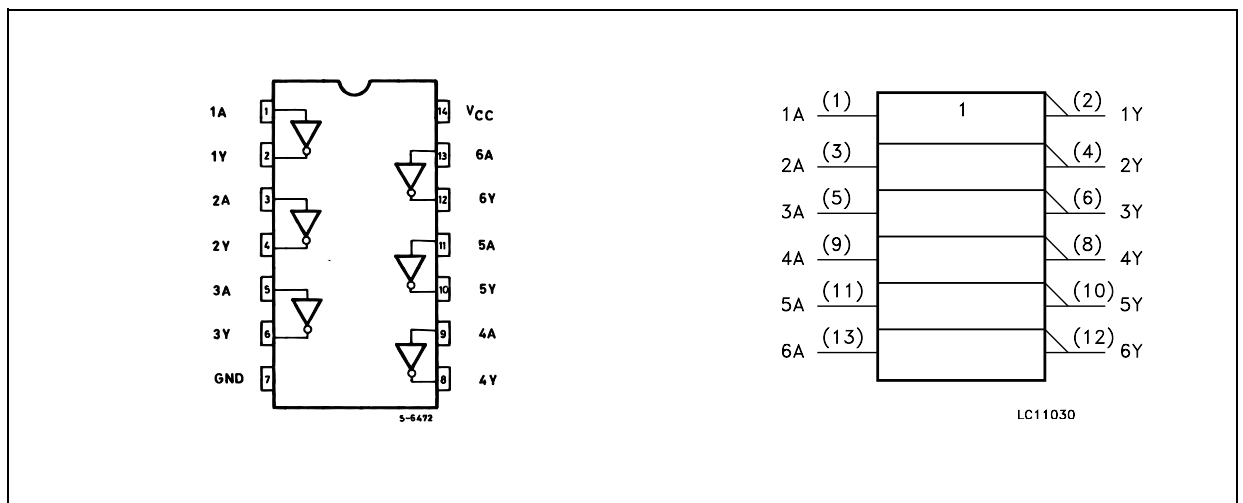 1A 1 14 VCC
1Y 2 13 6A
2A 3 12 6Y
2Y 4 11 5A
3A 5 10 5Y
3Y 6 9 4A
GND 7 8 4Y
S-6472
1A (1) 1 (2) 1Y
2A (3) (4) 2Y
3A (5) (6) 3Y
4A (9) (8) 4Y
5A (11) (10) 5Y
6A (13) (12) 6Y
LC11030